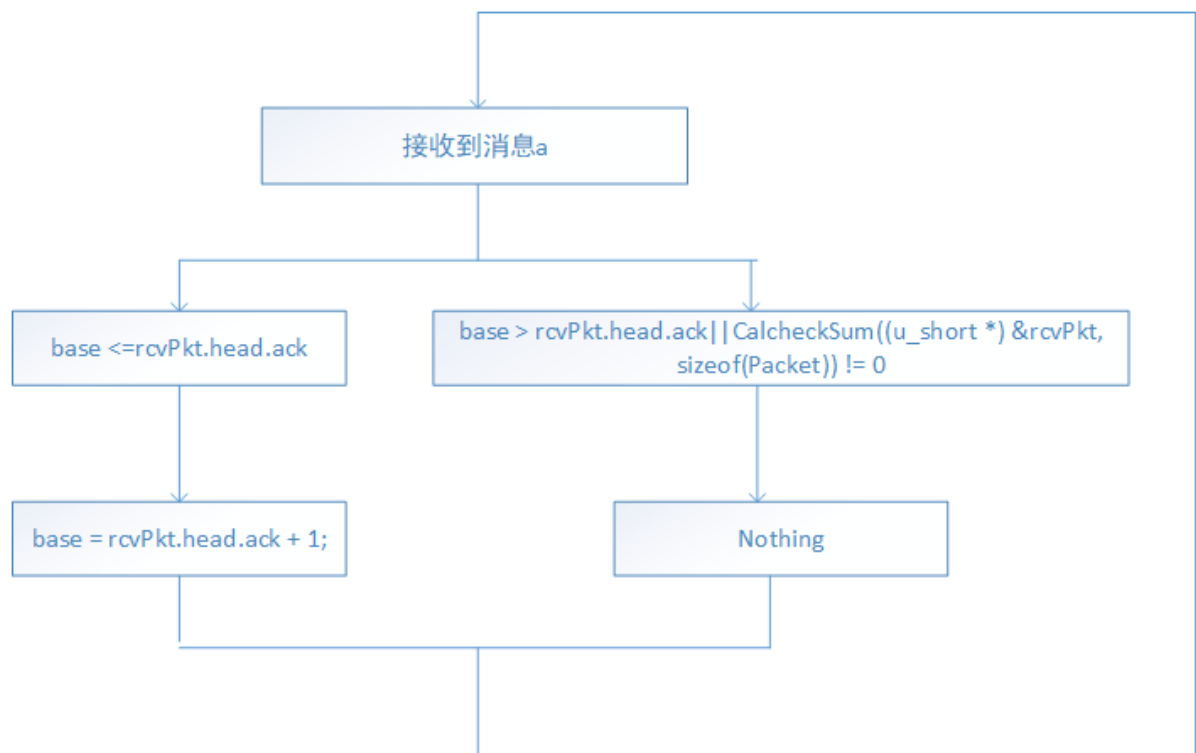 接收到消息a
base <=rcvPkt.head.ack
base > rcvPkt.head.ack||CalcheckSum((u_short *) &rcvPkt,
sizeof(Packet)) != 0
base = rcvPkt.head.ack + 1;
Nothing